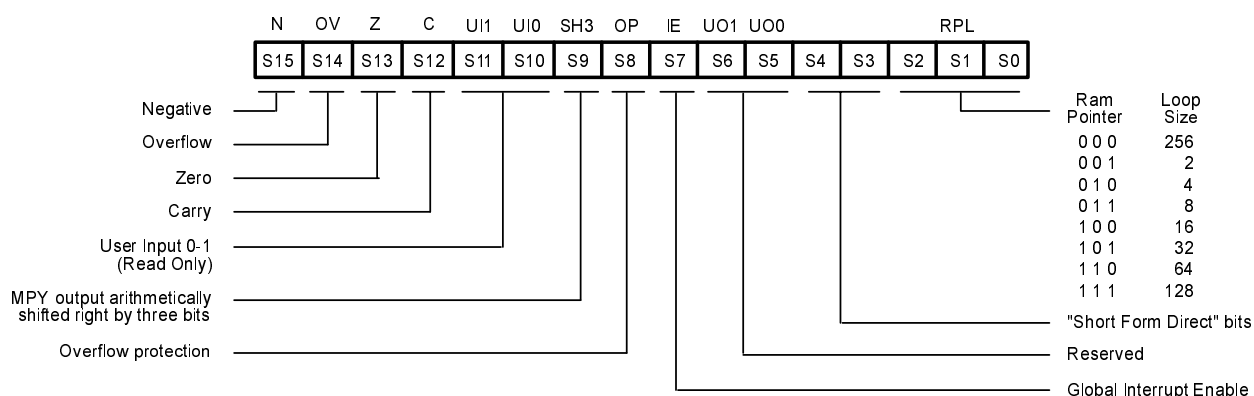 N OV Z C UI1 UI0 SH3 OP IE UO1 UO0 RPL
S15 S14 S13 S12 S11 S10 S9 S8 S7 S6 S5 S4 S3 S2 S1 S0
Negative
Overflow
Zero
Carry
User Input 0-1
(Read Only)
MPY output arithmetically
shifted right by three bits
Overflow protection
Ram Loop
Pointer Size
0 0 0 256
0 0 1 2
0 1 0 4
0 1 1 8
1 0 0 16
1 0 1 32
1 1 0 64
1 1 1 128
"Short Form Direct" bits
Reserved
Global Interrupt Enable